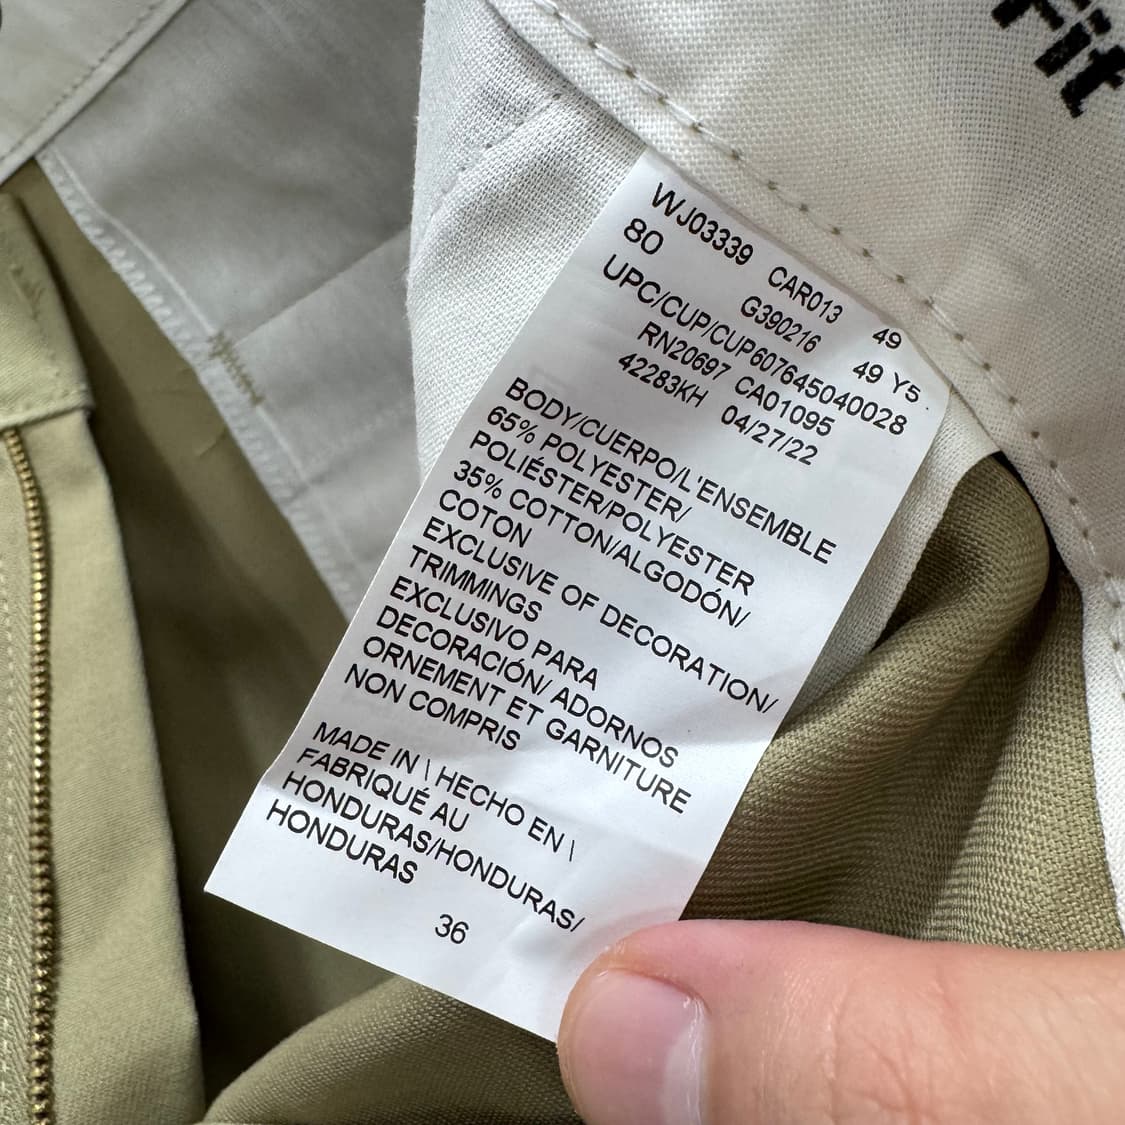 Fit
WJ03339 CAR013 49
80 G390216 49 Y5
UPC/CUP/CUP607645040028
RN20697 CA01095
42283KH 04/27/22
BODY/CUERPO/L'ENSEMBLE
65% POLYESTER/
POLIÉSTER/POLYESTER
35% COTTON/ALGODÓN/
COTON
EXCLUSIVE OF DECORATION/
TRIMMINGS
EXCLUSIVO PARA
DECORACIÓN/ ADORNOS
ORNEMENT ET GARNITURE
NON COMPRIS
MADE IN \ HECHO EN \
FABRIQUÉ AU
HONDURAS/HONDURAS/
HONDURAS
36